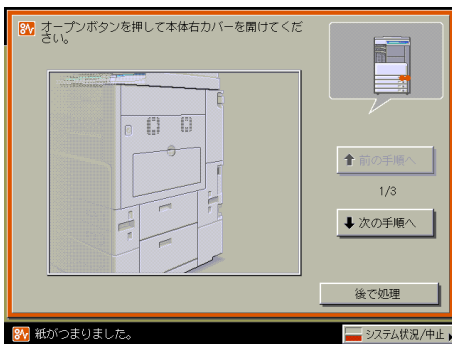 オープンボタンを押して本体右カバーを開けてくだ
さい。
前の手順へ
1/3
次の手順へ
後で処理
紙がつまりました。
システム状況/中止